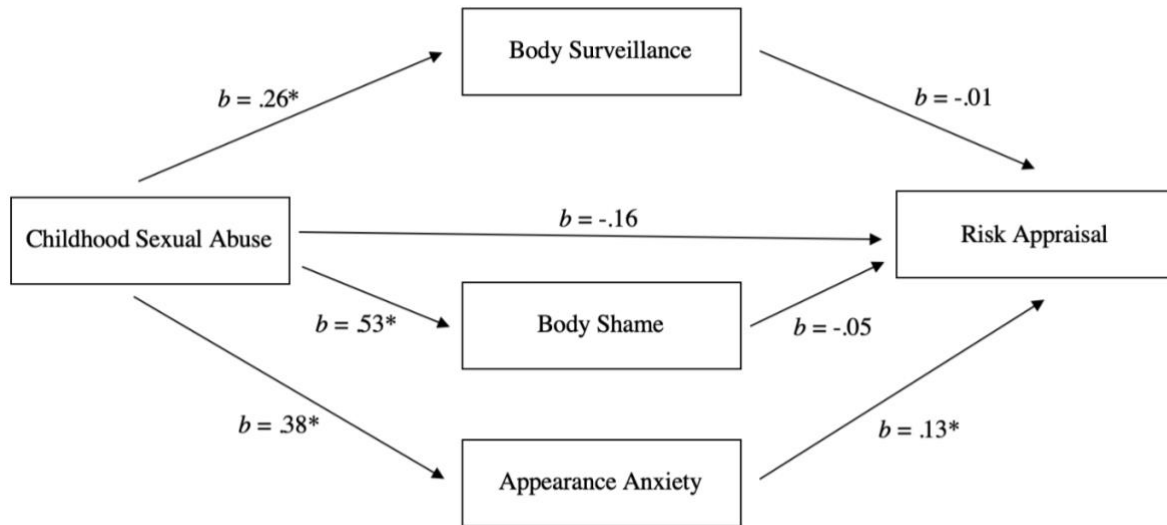 Body Surveillance
b = .26*
b = -.01
b = -.16
Childhood Sexual Abuse
Risk Appraisal
b = .53*
Body Shame
b = -.05
b = .38*
b = .13*
Appearance Anxiety